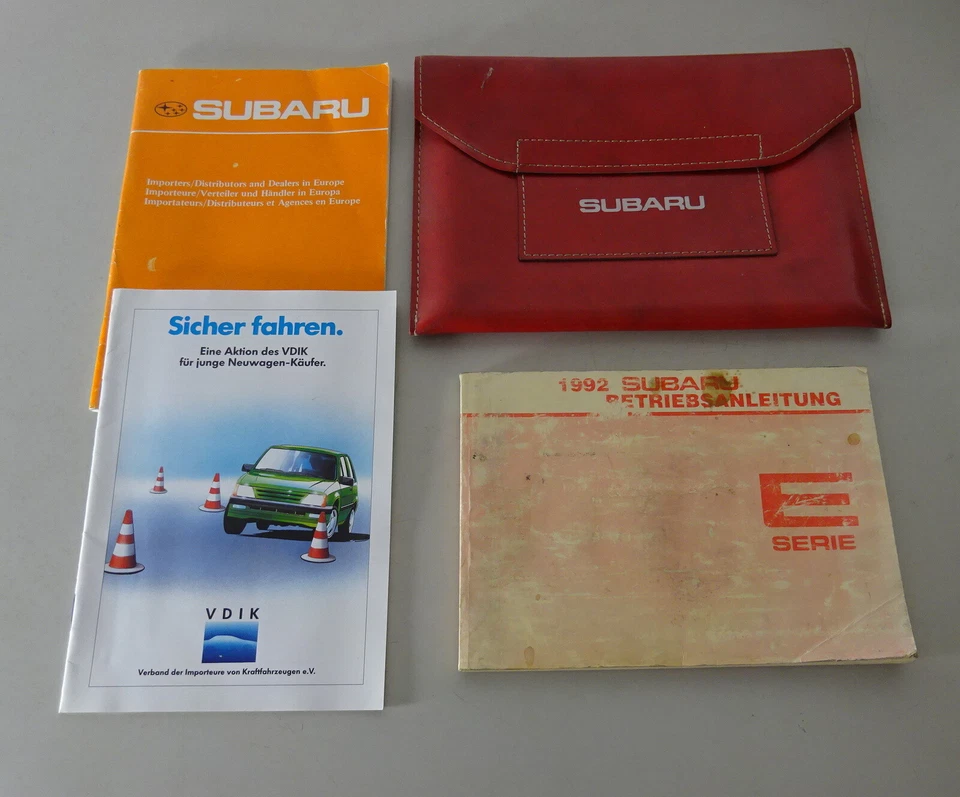 SUBARU
Importers/Distributors and Dealers in Europe
Importeure/Verteiler und Händler in Europa
Importateurs/Distributeurs et Agences en Europe
SUBARU
Sicher fahren.
Eine Aktion des VDIK
für junge Neuwagen-Käufer.
VDIK
Verband der Importeure von Kraftfahrzeugen e.V.
1992 SUBARU
BETRIEBSANLEITUNG
E
SERIE